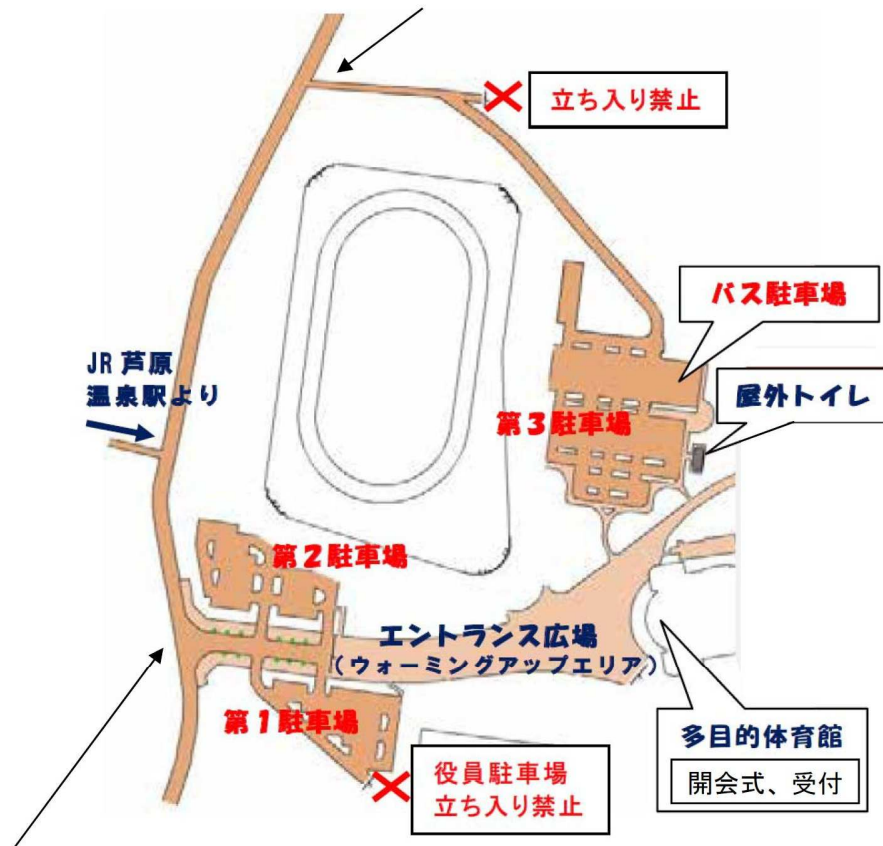 立ち入り禁止
バス駐車場
JR 芦原
温泉駅より
屋外トイレ
第3駐車場
第2駐車場
エントランス広場
（ウォーミングアップエリア）
第1駐車場
多目的体育館
開会式、受付
役員駐車場
立ち入り禁止